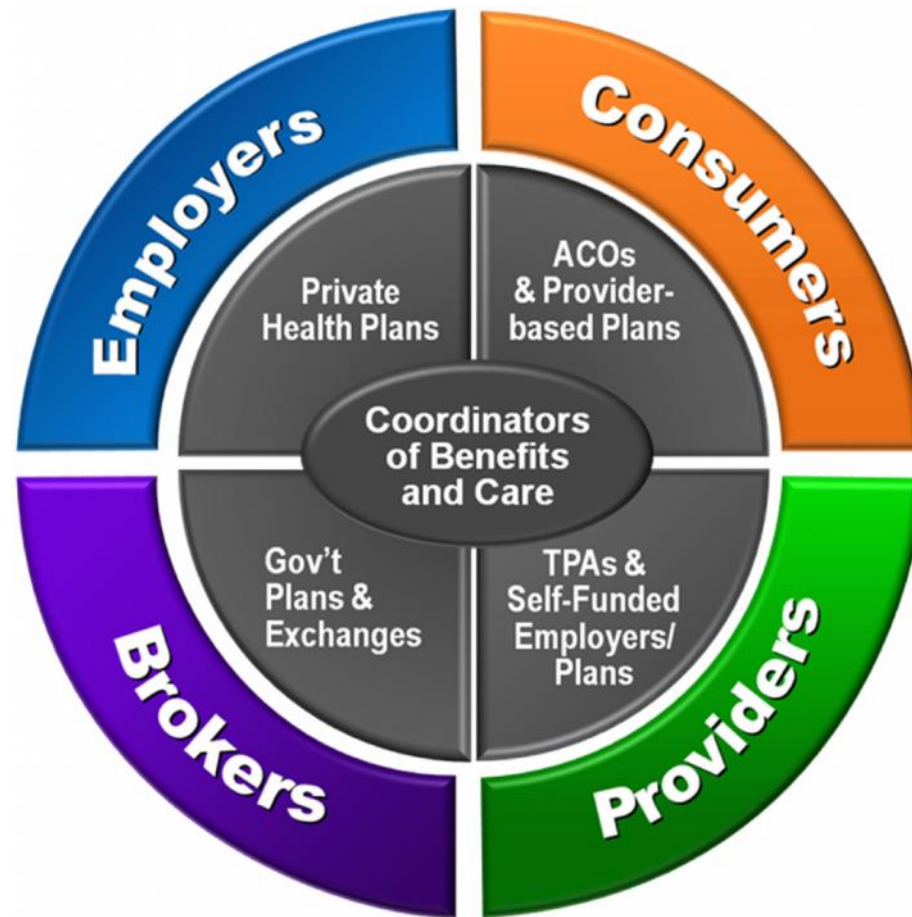 Employers
Consumers
Private
Health Plans
ACOs
& Provider-
based Plans
Coordinators
of Benefits
and Care
Gov't
Plans &
Exchanges
TPAs &
Self-Funded
Employers/
Plans
Brokers
Providers